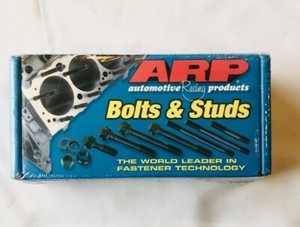 ARP
automotive Racing products
Bolts & Studs
THE WORLD LEADER IN
FASTENER TECHNOLOGY